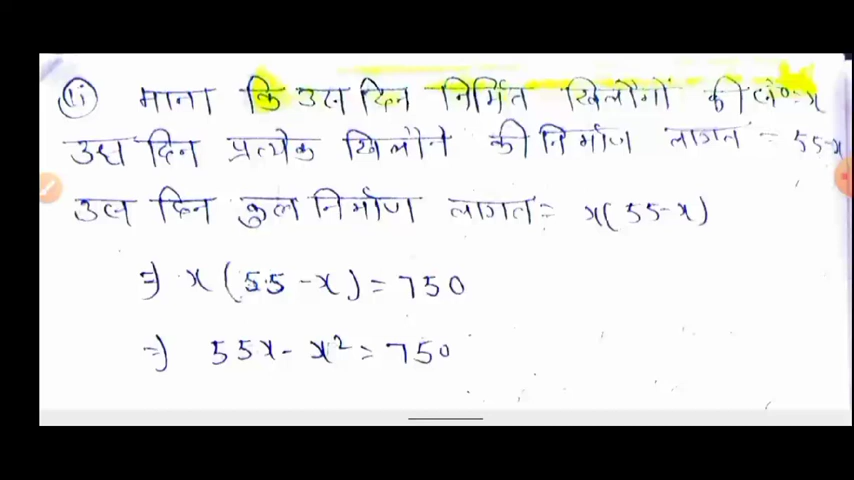 (ii) माना कि उस दिन निर्मित खिलौनों की सं०=x
उस दिन प्रत्येक खिलौने की निर्माण लागत = 55-x
उस दिन कुल निर्माण लागत = x(55-x)
⇒ x(55-x)=750
⇒ 55x-x²=750